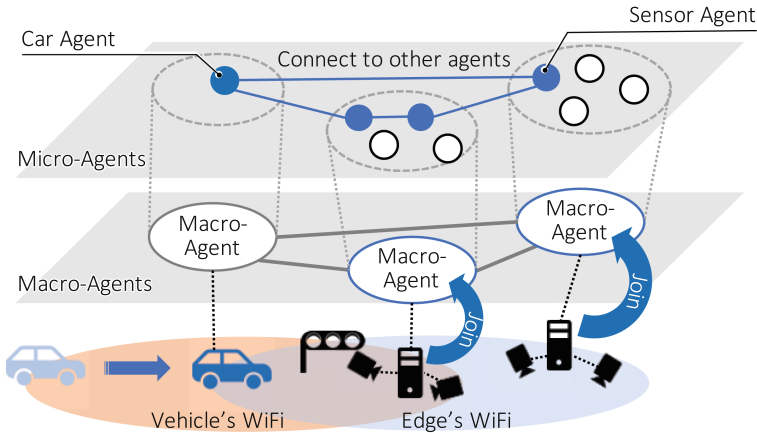 Sensor Agent
Car Agent
Connect to other agents
Micro-Agents
Macro-
Agent
Macro-
Agent
Macro-
Agent
Macro-Agents
Join
Join
Vehicle's WiFi
Edge's WiFi